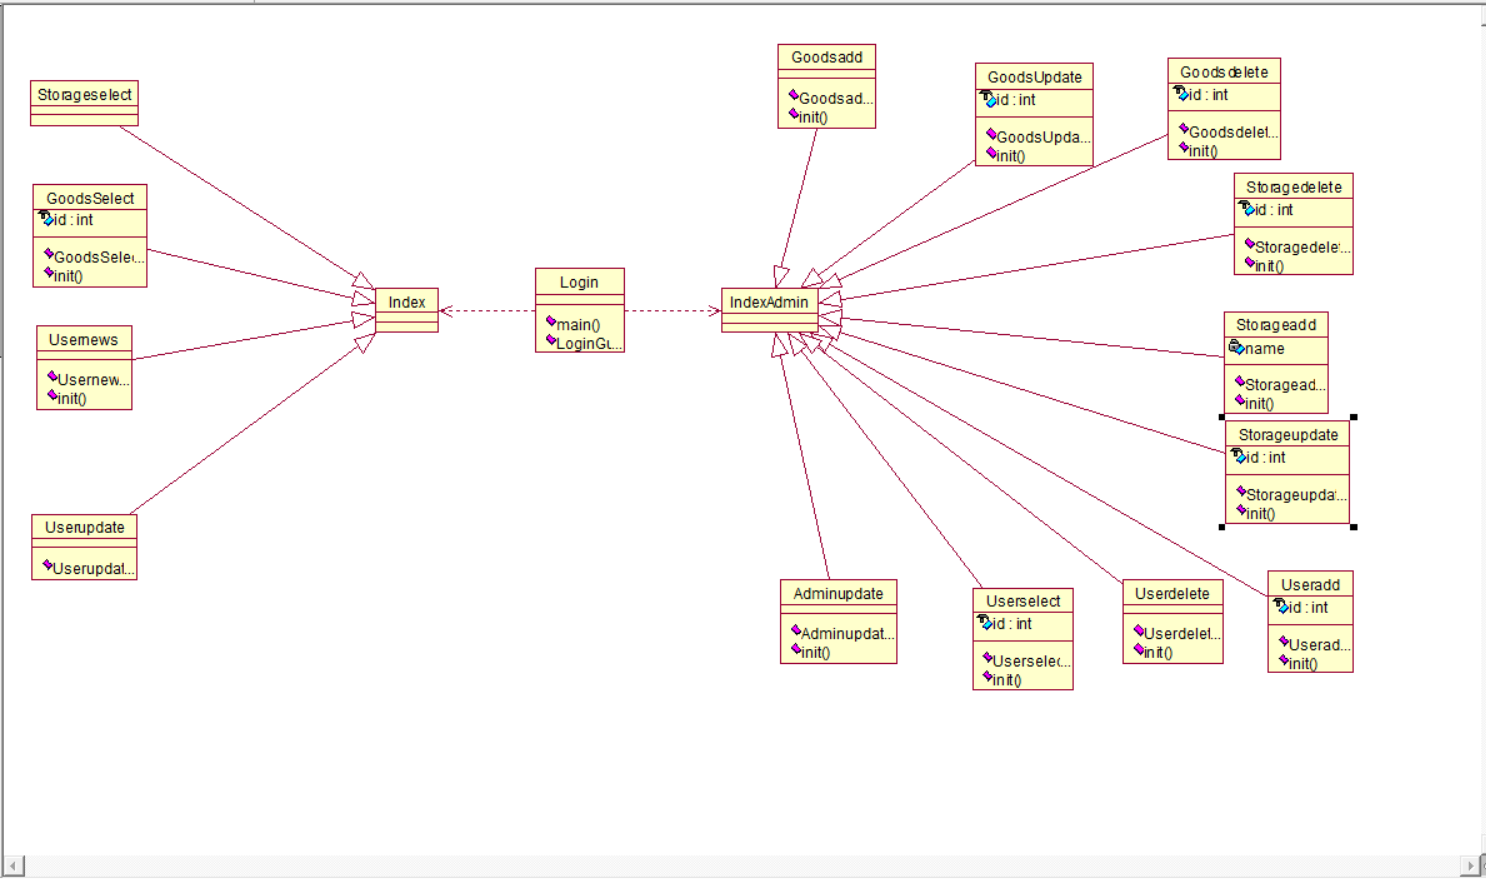 Storageselect
GoodsSelect
id : int
GoodsSele...
init()
Usernews
Usernew...
init()
Userupdate
Userupdat...
Index
Login
main()
LoginGu...
IndexAdmin
Goodsadd
Goodsad...
init()
GoodsUpdate
id : int
GoodsUpda...
init()
Goodsdelete
id : int
Goodsdelet...
init()
Storagedelete
id : int
Storagedele...
init()
Storageadd
name
Storagead...
init()
Storageupdate
id : int
Storageupda...
init()
Adminupdate
Adminupdat...
init()
Userselect
id : int
Userselec...
init()
Userdelete
Userdelet...
init()
Useradd
id : int
Userad...
init()